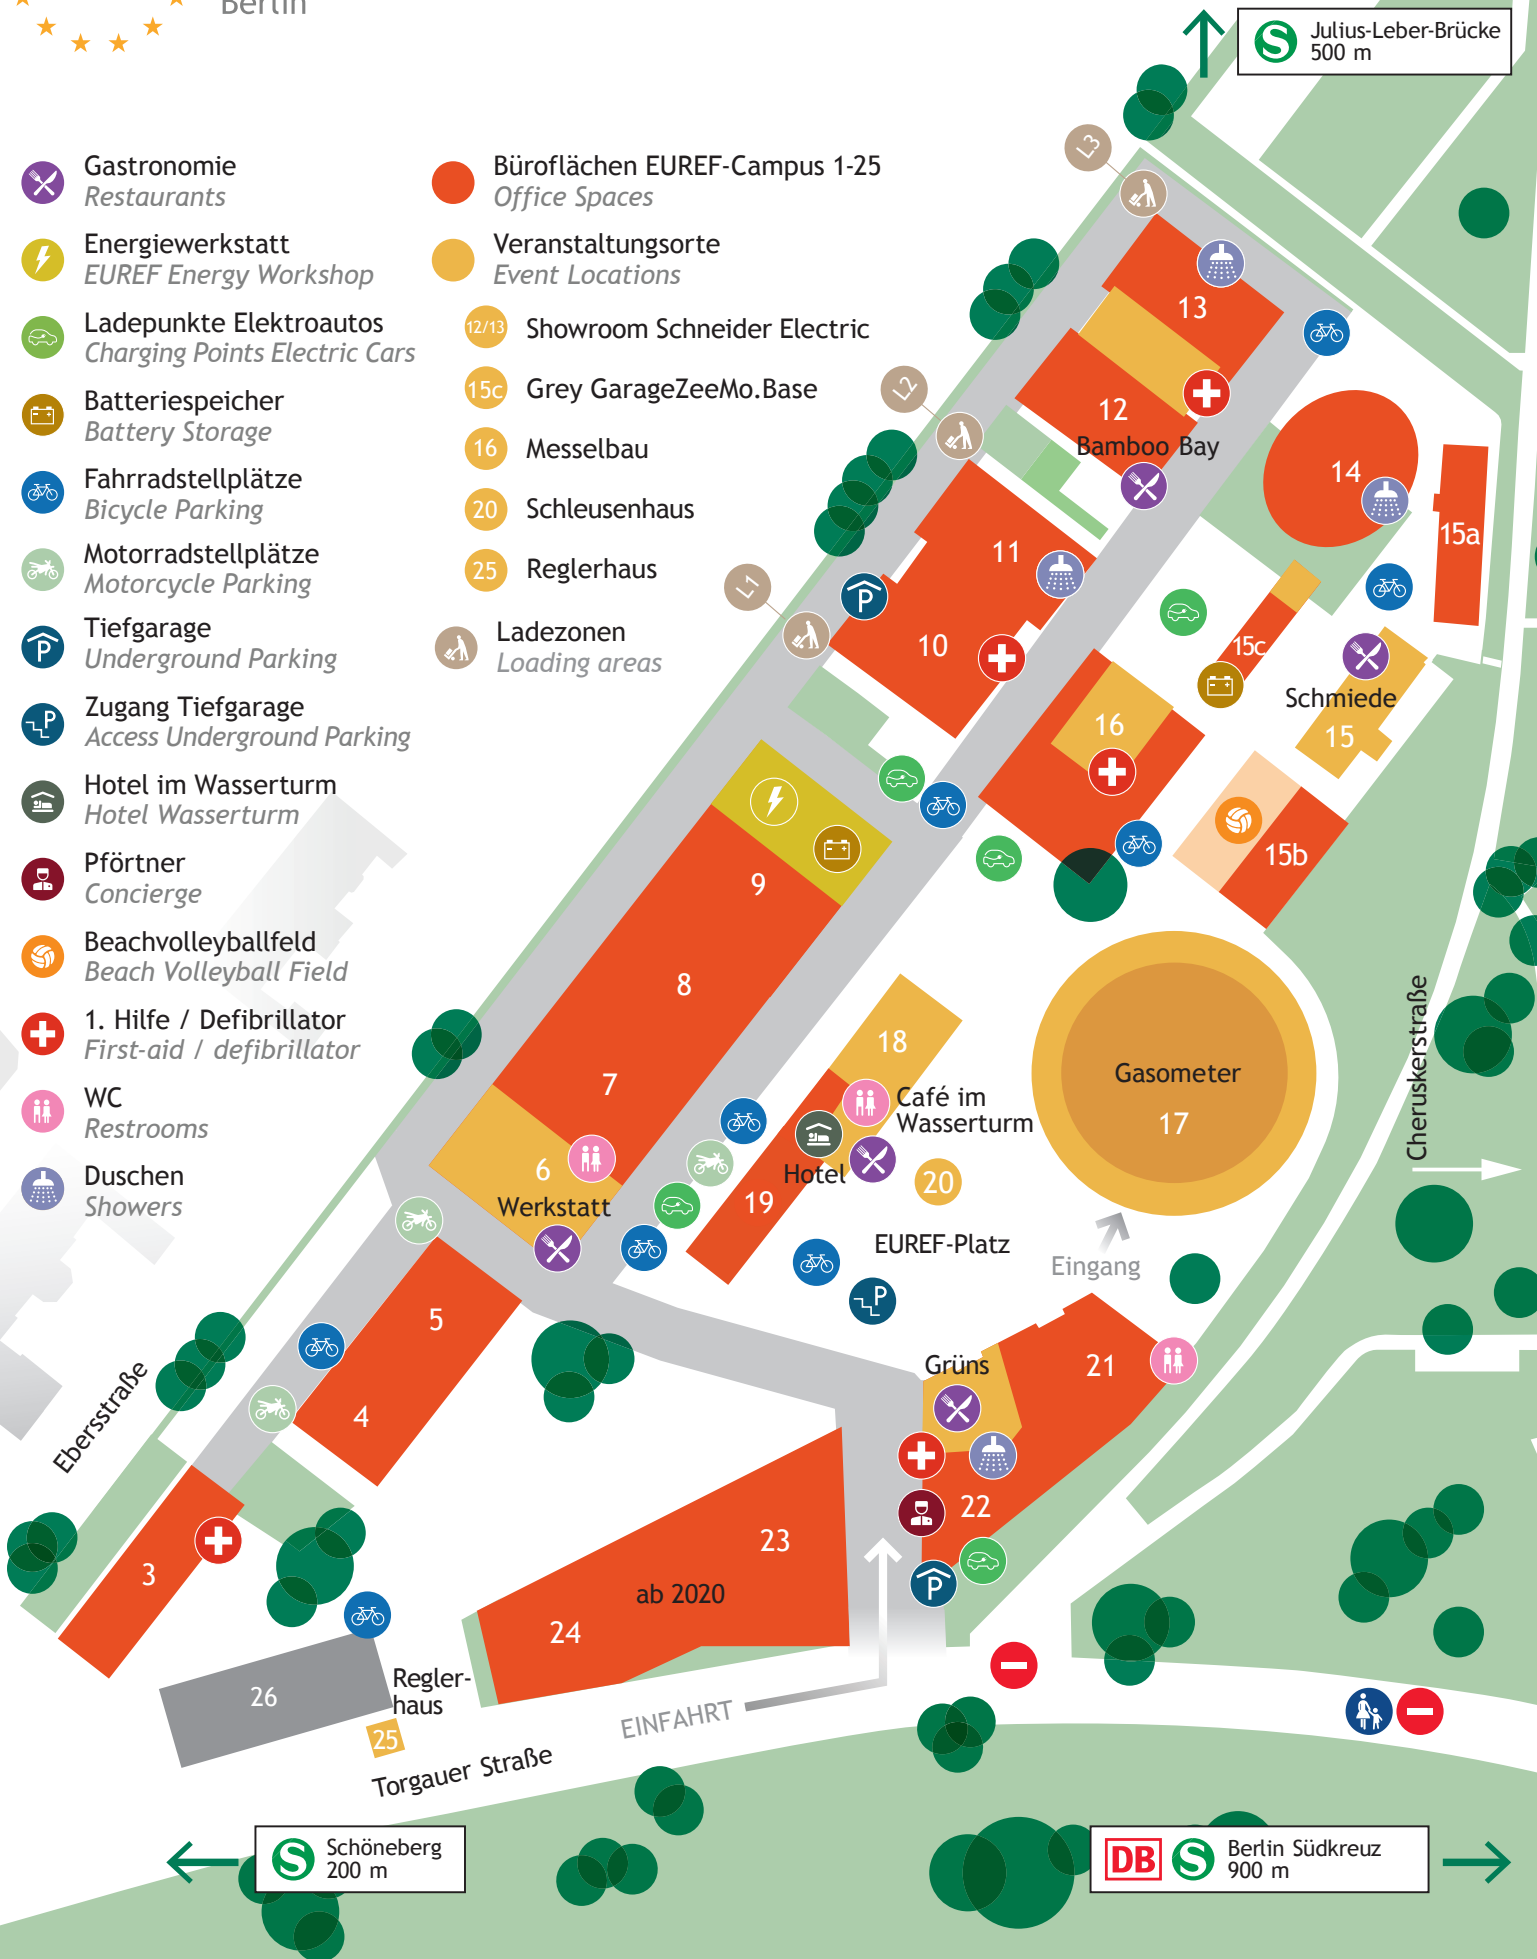 Berlin
Julius-Leber-Brücke
500 m
Gastronomie
Restaurants
Energiewerkstatt
EUREF Energy Workshop
Ladepunkte Elektroautos
Charging Points Electric Cars
Batteriespeicher
Battery Storage
Fahrradstellplätze
Bicycle Parking
Motorradstellplätze
Motorcycle Parking
P
Tiefgarage
Underground Parking
P
Zugang Tiefgarage
Access Underground Parking
Hotel im Wasserturm
Hotel Wasserturm
Pförtner
Concierge
Beachvolleyballfeld
Beach Volleyball Field
1. Hilfe / Defibrillator
First-aid / defibrillator
WC
Restrooms
Duschen
Showers
Büroflächen EUREF-Campus 1-25
Office Spaces
Veranstaltungsorte
Event Locations
12/13 Showroom Schneider Electric
15c Grey GarageZeeMo.Base
16 Messelbau
20 Schleusenhaus
25 Reglerhaus
Ladezonen
Loading areas
L3
13
12
Bamboo Bay
L2
14
15a
11
L1
P
10
15c
Schmiede
15
16
15b
9
8
7
18
Café im
Wasserturm
Gasometer
17
Cheruskerstraße
6
Werkstatt
Hotel
20
19
EUREF-Platz
P
Eingang
5
4
Grüns
21
Ebersstraße
22
23
3
ab 2020
24
P
26
Regler-
haus
25
EINFAHRT
Torgauer Straße
S
Schöneberg
200 m
DB
S
Berlin Südkreuz
900 m
S